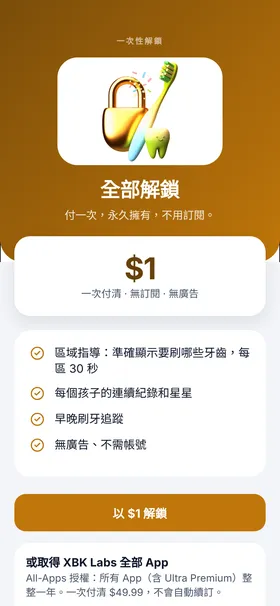 一次性解鎖
全部解鎖
付一次，永久擁有，不用訂閱。
$1
一次付清 · 無訂閱 · 無廣告
區域指導：準確顯示要刷哪些牙齒，每
區 30 秒
每個孩子的連續紀錄和星星
早晚刷牙追蹤
無廣告、不需帳號
以 $1 解鎖
或取得 XBK Labs 全部 App
All-Apps 授權：所有 App（含 Ultra Premium）整
整一年。一次付清 $49.99，不會自動續訂。